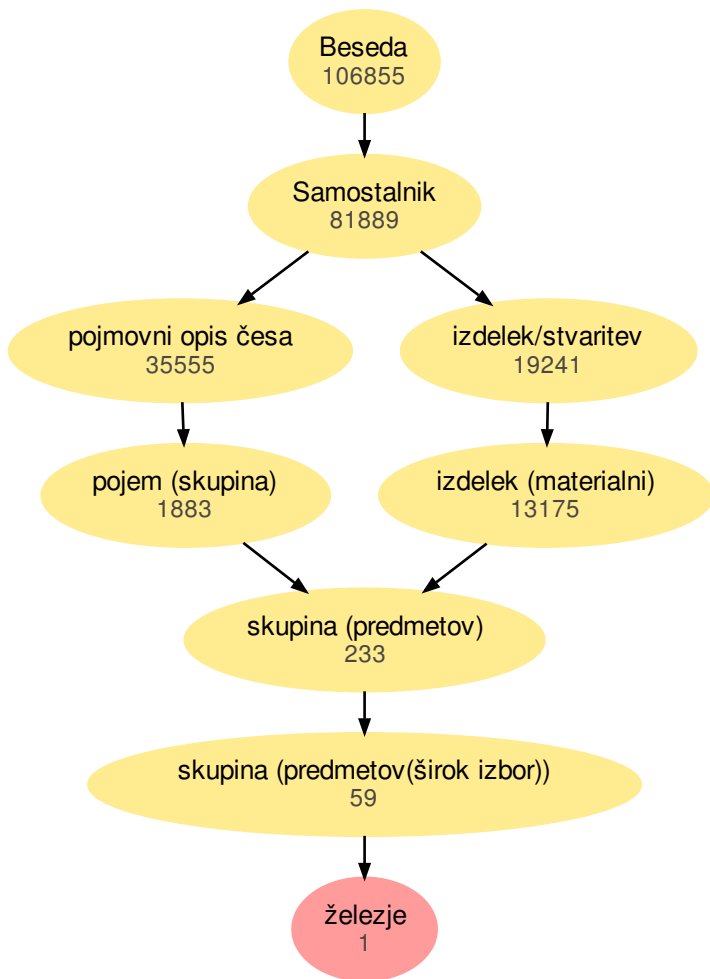 Beseda
106855
Samostalnik
81889
pojmovni opis česa
35555
izdelek/stvaritev
19241
pojem (skupina)
1883
izdelek (materialni)
13175
skupina (predmetov)
233
skupina (predmetov(širok izbor))
59
železje
1